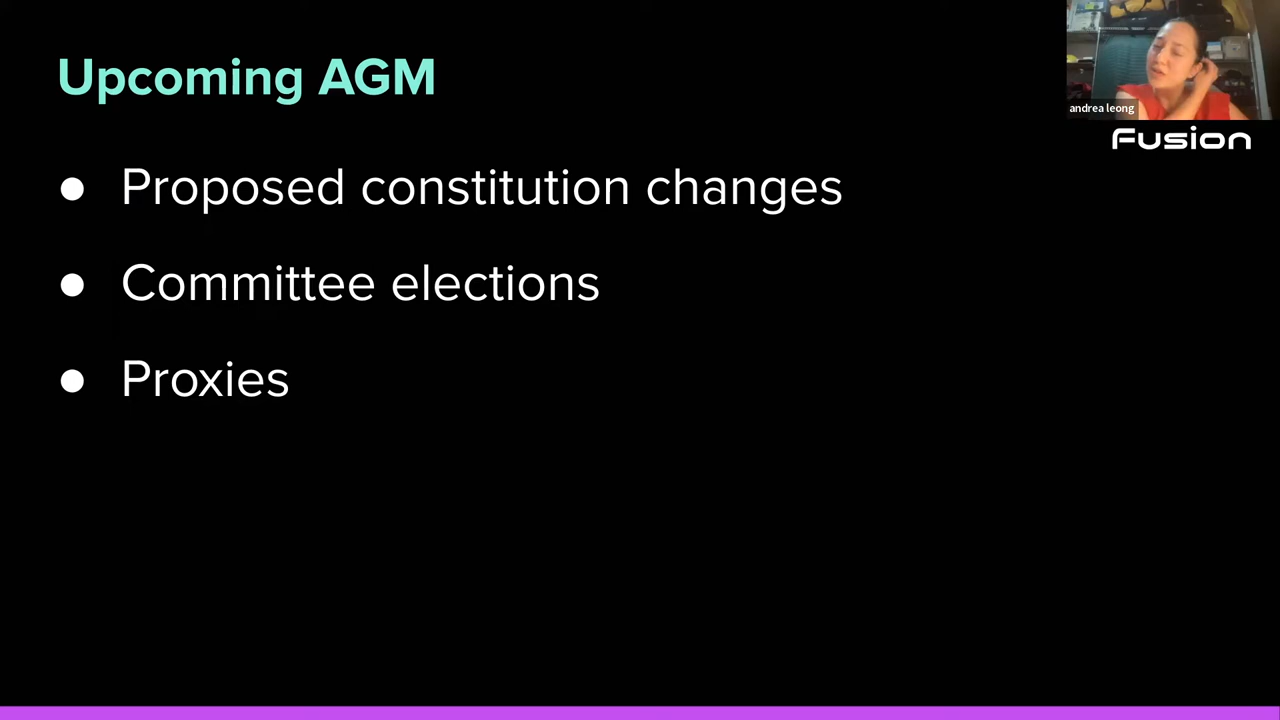 Upcoming AGM
andrea leong
Fusion
● Proposed constitution changes
● Committee elections
● Proxies